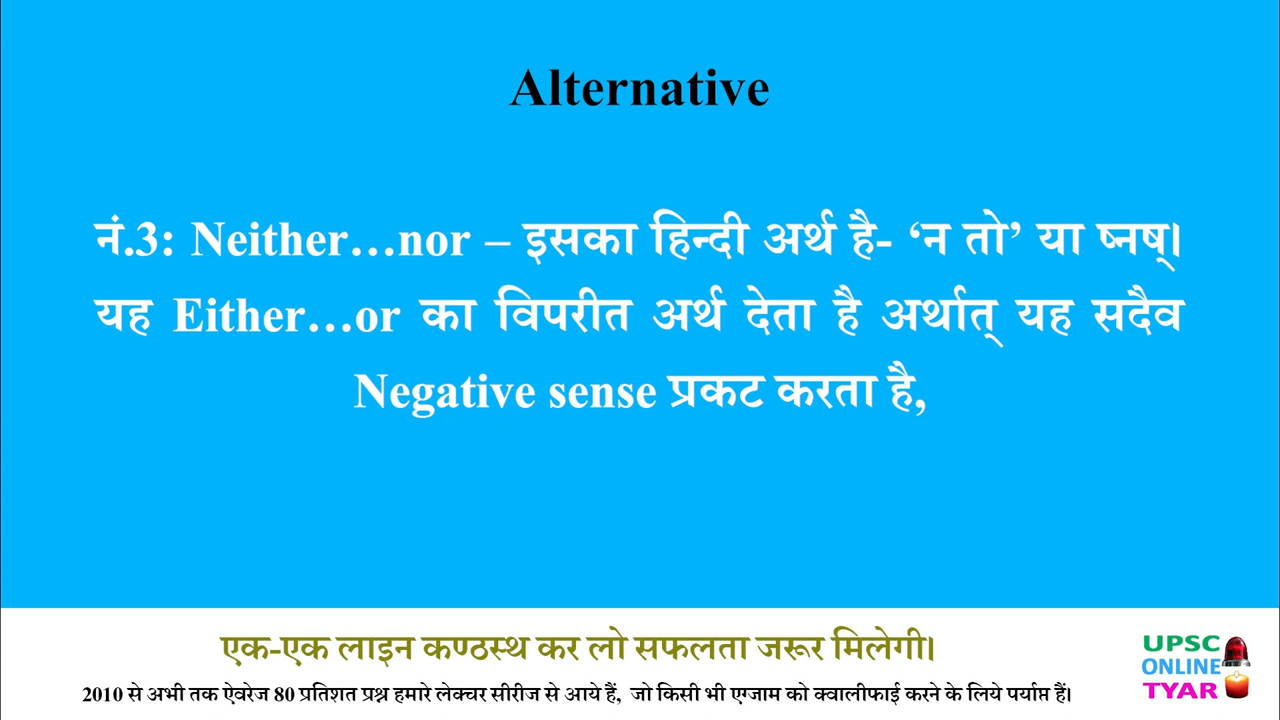 Alternative
नं.3: Neither…nor – इसका हिन्दी अर्थ है- ‘न तो’ या ष्नष्।
यह Either…or का विपरीत अर्थ देता है अर्थात् यह सदैव
Negative sense प्रकट करता है,
एक-एक लाइन कण्ठस्थ कर लो सफलता जरूर मिलेगी।
2010 से अभी तक ऐवरेज 80 प्रतिशत प्रश्न हमारे लेक्चर सीरीज से आये हैं, जो किसी भी एग्जाम को क्वालीफाई करने के लिये पर्याप्त हैं।
UPSC
ONLINE
TYAR